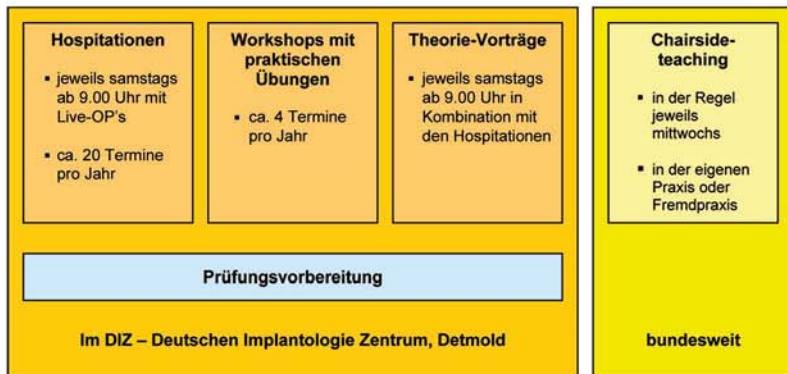 Hospitationen
▪ jeweils samstags
ab 9.00 Uhr mit
Live-OP's
▪ ca. 20 Termine
pro Jahr
Workshops mit
praktischen
Übungen
▪ ca. 4 Termine
pro Jahr
Theorie-Vorträge
▪ jeweils samstags
ab 9.00 Uhr in
Kombination mit
den Hospitationen
Prüfungsvorbereitung
Im DIZ – Deutschen Implantologie Zentrum, Detmold
Chairside-
teaching
▪ in der Regel
jeweils
mittwochs
▪ in der eigenen
Praxis oder
Fremdpraxis
bundesweit